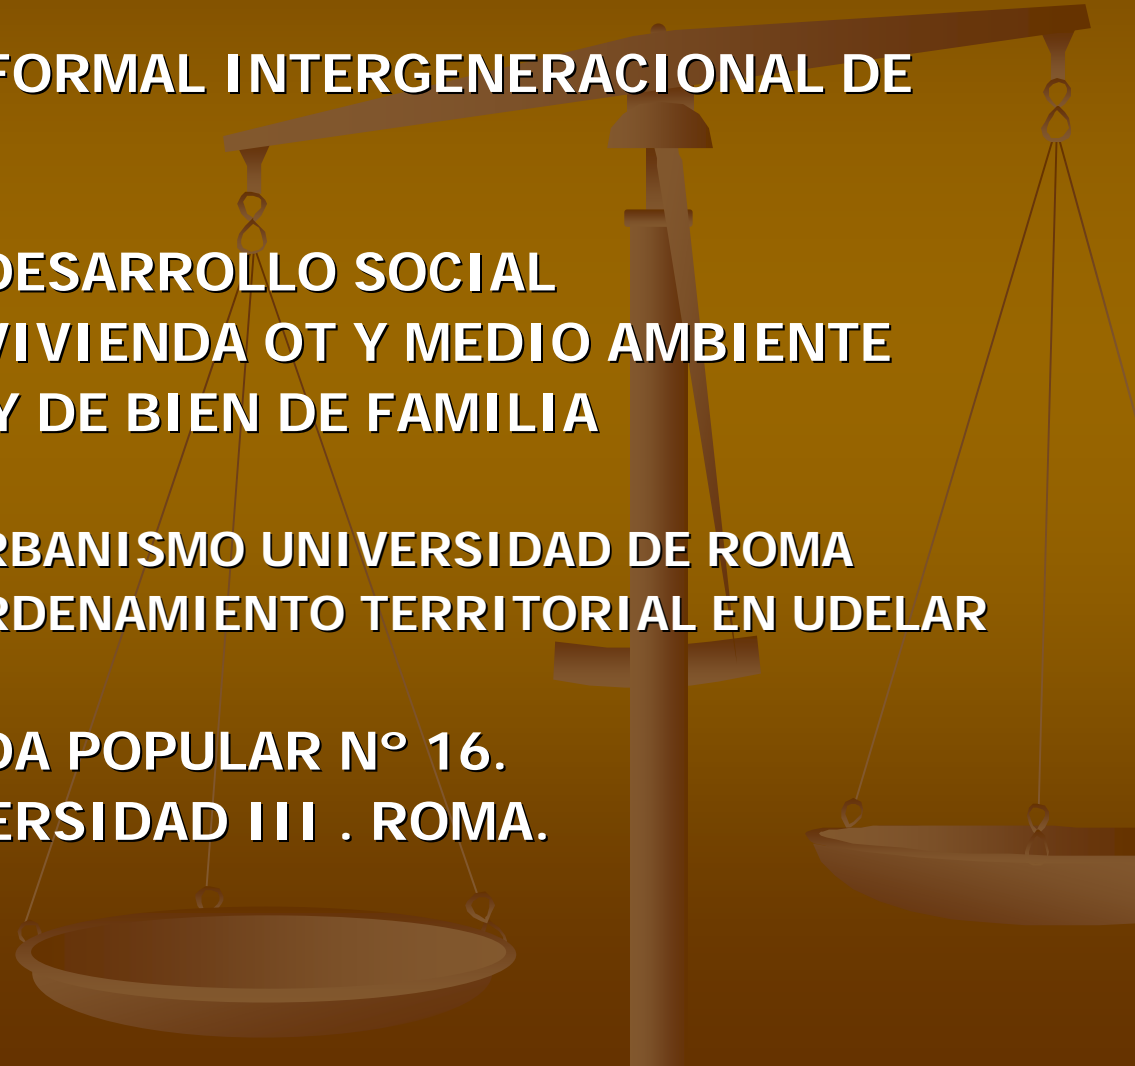 FORMAL INTERGENERACIONAL DE
DESARROLLO SOCIAL
VIVIENDA OT Y MEDIO AMBIENTE
Y DE BIEN DE FAMILIA
RBANISMO UNIVERSIDAD DE ROMA
RDENAMIENTO TERRITORIAL EN UDELAR
DA POPULAR Nº 16.
ERSIDAD III . ROMA.